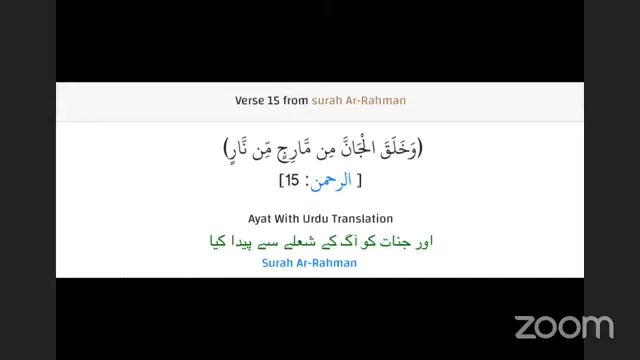 Verse 15 from surah Ar-Rahman
﴿وَخَلَقَ الْجَانَّ مِن مَّارِجٍ مِّن نَّارٍ﴾
[ الرحمن: 15]
Ayat With Urdu Translation
اور جنات کو آگ کے شعلے سے پیدا کیا
Surah Ar-Rahman
zoom